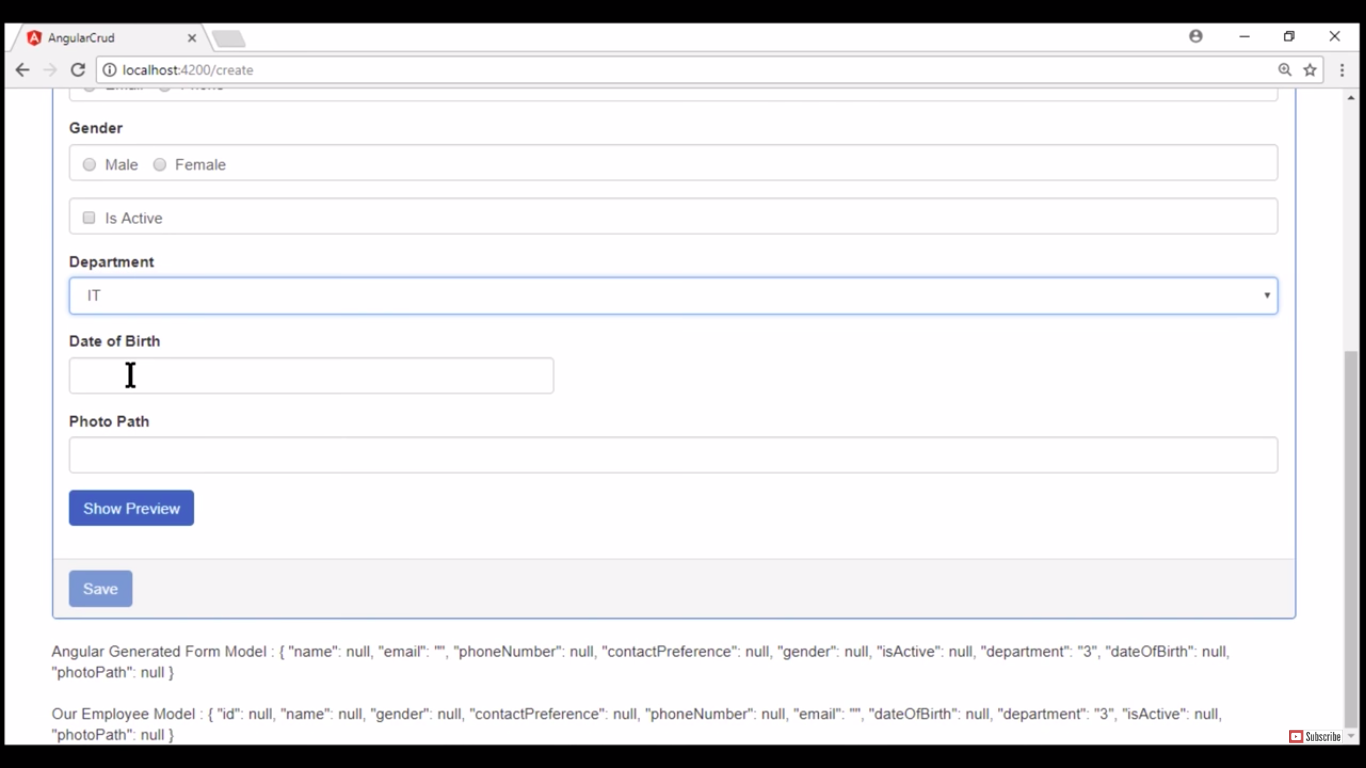 AngularCrud
localhost:4200/create
Email Phone
Gender
Male Female
Is Active
Department
IT
Date of Birth
Photo Path
Show Preview
Save
Angular Generated Form Model : { "name": null, "email": "", "phoneNumber": null, "contactPreference": null, "gender": null, "isActive": null, "department": "3", "dateOfBirth": null,
"photoPath": null }
Our Employee Model : { "id": null, "name": null, "gender": null, "contactPreference": null, "phoneNumber": null, "email": "", "dateOfBirth": null, "department": "3", "isActive": null,
"photoPath": null }
Subscribe